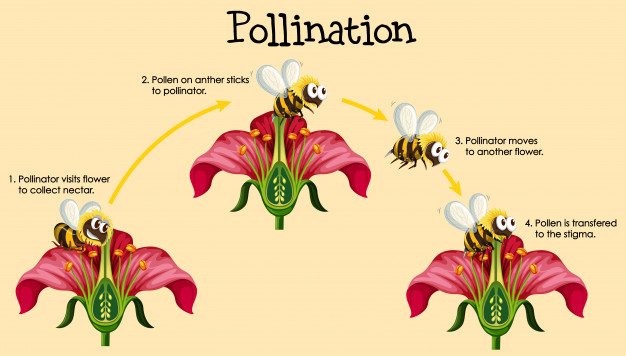 Pollination
1. Pollinator visits flower
to collect nectar.
2. Pollen on anther sticks
to pollinator.
3. Pollinator moves
to another flower.
4. Pollen is transfered
to the stigma.